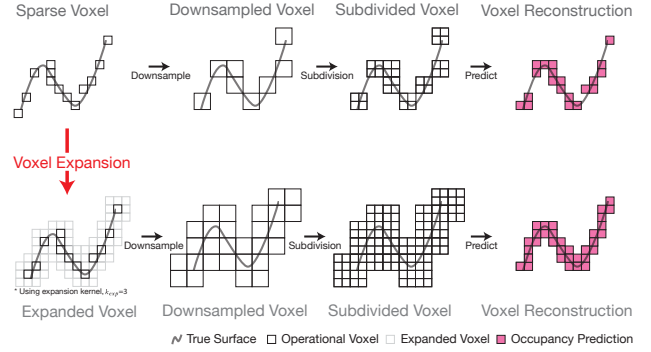 Sparse Voxel
Downsampled Voxel
Subdivided Voxel
Voxel Reconstruction
Downsample
Subdivision
Predict
Voxel Expansion
Downsample
Subdivision
Predict
* Using expansion kernel, k_exp=3
Expanded Voxel
Downsampled Voxel
Subdivided Voxel
Voxel Reconstruction
True Surface
Operational Voxel
Expanded Voxel
Occupancy Prediction